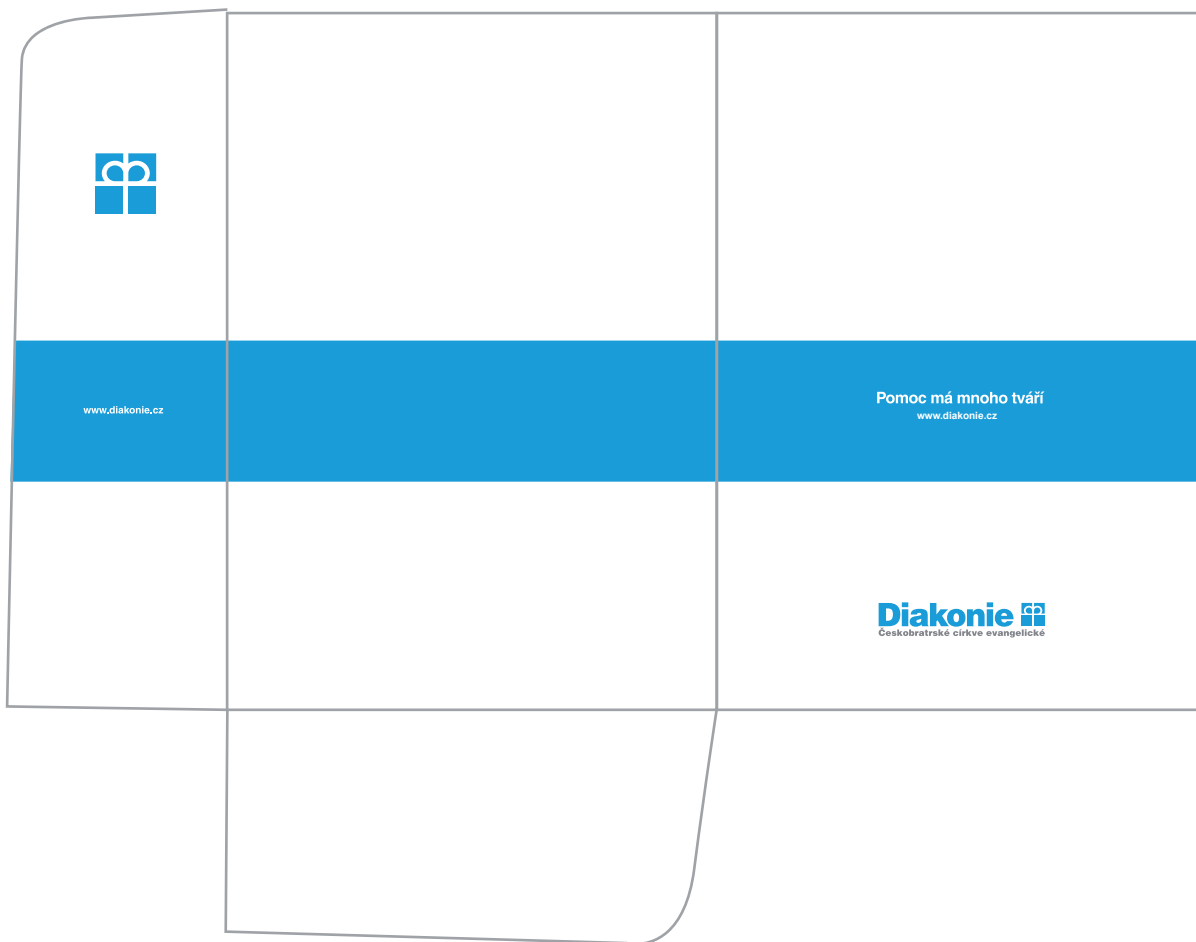 www.diakonie.cz
Pomoc má mnoho tváří
www.diakonie.cz
Diakonie
Českobratrské církve evangelické